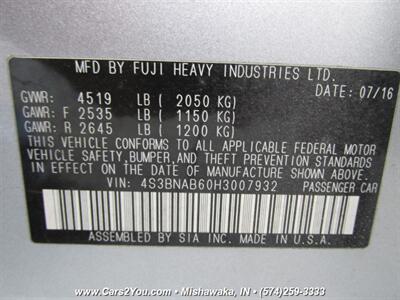 MFD BY FUJI HEAVY INDUSTRIES LTD.
DATE: 07/16
GVWR: 4519 LB ( 2050 KG)
GAWR: F 2535 LB ( 1150 KG)
GAWR: R 2645 LB ( 1200 KG)
THIS VEHICLE CONFORMS TO ALL APPLICABLE FEDERAL MOTOR
VEHICLE SAFETY, BUMPER, AND THEFT PREVENTION STANDARDS
IN EFFECT ON THE DATE OF MANUFACTURE SHOWN ABOVE.
VIN: 4S3BNAB60H3007932 PASSENGER CAR
ASSEMBLED BY SIA INC. MADE IN U.S.A.
www.Cars2You.com - Mishawaka, IN - (574)259-3333